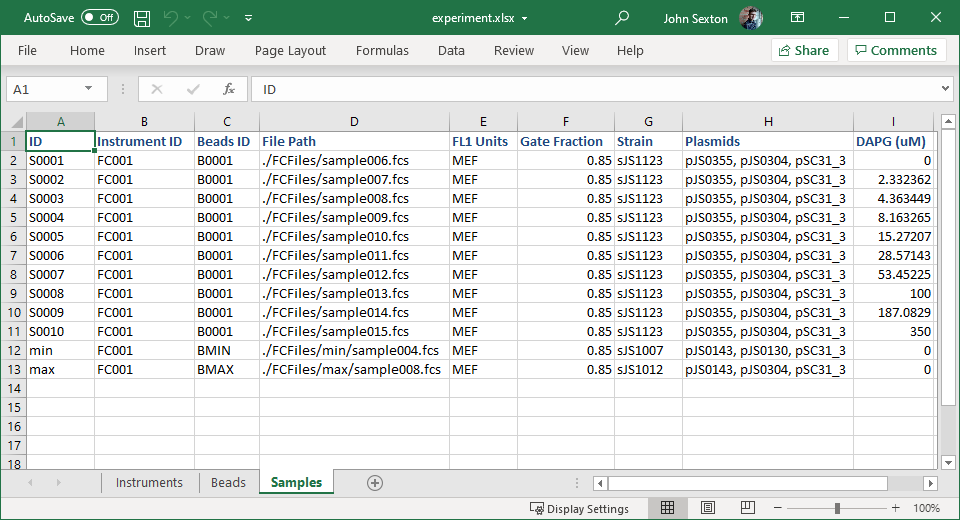 AutoSave Off experiment.xlsx John Sexton
File Home Insert Draw Page Layout Formulas Data Review View Help Share Comments
A1 fx ID
A B C D E F G H I
1 ID Instrument ID Beads ID File Path FL1 Units Gate Fraction Strain Plasmids DAPG (uM)
2 S0001 FC001 B0001 ./FCFiles/sample006.fcs MEF 0.85 sJS1123 pJS0355, pJS0304, pSC31_3 0
3 S0002 FC001 B0001 ./FCFiles/sample007.fcs MEF 0.85 sJS1123 pJS0355, pJS0304, pSC31_3 2.332362
4 S0003 FC001 B0001 ./FCFiles/sample008.fcs MEF 0.85 sJS1123 pJS0355, pJS0304, pSC31_3 4.363449
5 S0004 FC001 B0001 ./FCFiles/sample009.fcs MEF 0.85 sJS1123 pJS0355, pJS0304, pSC31_3 8.163265
6 S0005 FC001 B0001 ./FCFiles/sample010.fcs MEF 0.85 sJS1123 pJS0355, pJS0304, pSC31_3 15.27207
7 S0006 FC001 B0001 ./FCFiles/sample011.fcs MEF 0.85 sJS1123 pJS0355, pJS0304, pSC31_3 28.57143
8 S0007 FC001 B0001 ./FCFiles/sample012.fcs MEF 0.85 sJS1123 pJS0355, pJS0304, pSC31_3 53.45225
9 S0008 FC001 B0001 ./FCFiles/sample013.fcs MEF 0.85 sJS1123 pJS0355, pJS0304, pSC31_3 100
10 S0009 FC001 B0001 ./FCFiles/sample014.fcs MEF 0.85 sJS1123 pJS0355, pJS0304, pSC31_3 187.0829
11 S0010 FC001 B0001 ./FCFiles/sample015.fcs MEF 0.85 sJS1123 pJS0355, pJS0304, pSC31_3 350
12 min FC001 BMIN ./FCFiles/min/sample004.fcs MEF 0.85 sJS1007 pJS0143, pJS0130, pSC31_3 0
13 max FC001 BMAX ./FCFiles/max/sample008.fcs MEF 0.85 sJS1012 pJS0143, pJS0304, pSC31_3 0
14
15
16
17
18
Instruments Beads Samples
Display Settings 100%